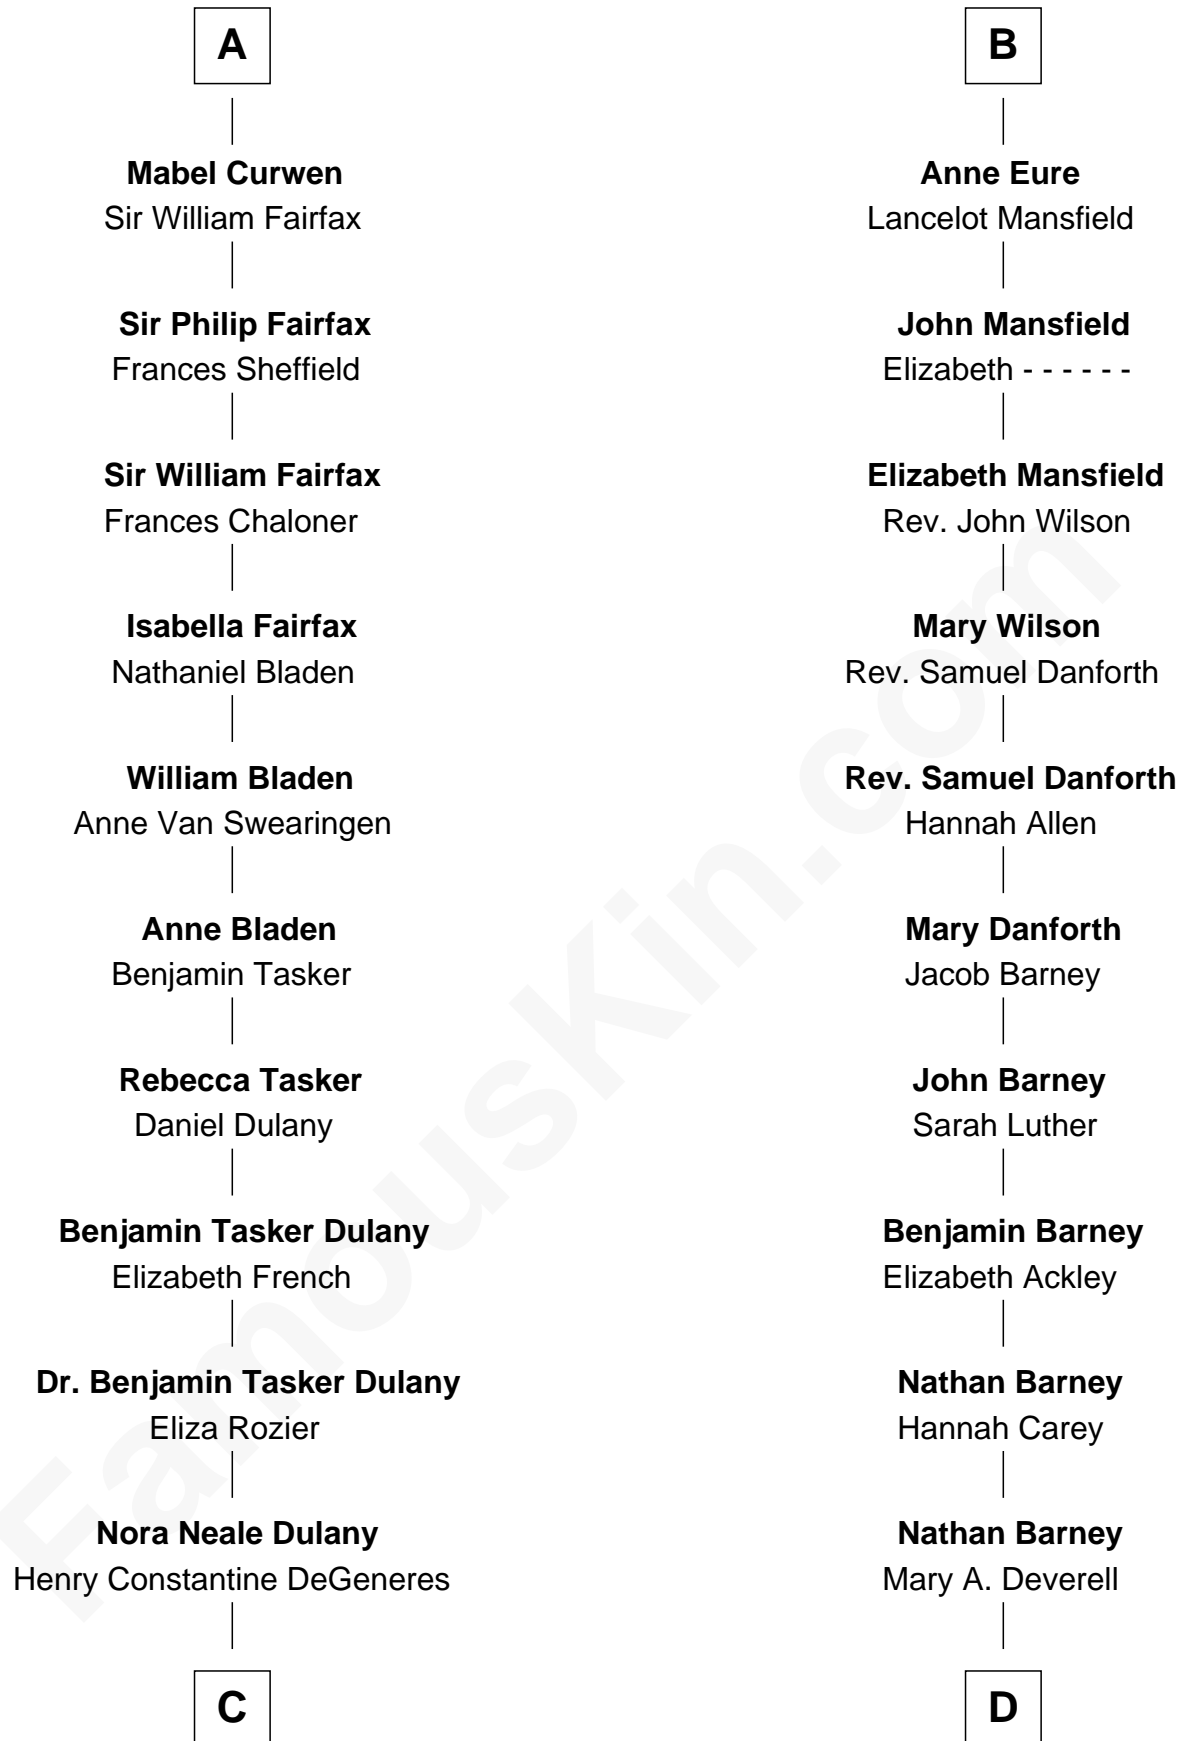 A
Mabel Curwen
Sir William Fairfax
Sir Philip Fairfax
Frances Sheffield
Sir William Fairfax
Frances Chaloner
Isabella Fairfax
Nathaniel Bladen
William Bladen
Anne Van Swearingen
Anne Bladen
Benjamin Tasker
Rebecca Tasker
Daniel Dulany
Benjamin Tasker Dulany
Elizabeth French
Dr. Benjamin Tasker Dulany
Eliza Rozier
Nora Neale Dulany
Henry Constantine DeGeneres
C
B
Anne Eure
Lancelot Mansfield
John Mansfield
Elizabeth - - - - - -
Elizabeth Mansfield
Rev. John Wilson
Mary Wilson
Rev. Samuel Danforth
Rev. Samuel Danforth
Hannah Allen
Mary Danforth
Jacob Barney
John Barney
Sarah Luther
Benjamin Barney
Elizabeth Ackley
Nathan Barney
Hannah Carey
Nathan Barney
Mary A. Deverell
D
FamousKin.com